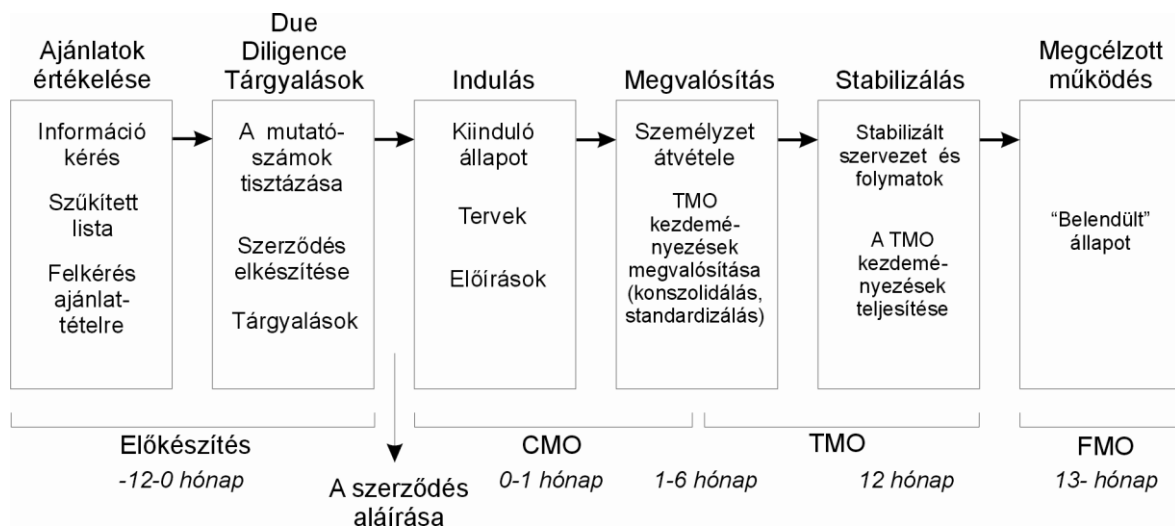 Ajánlatok
értékelése
Információ
kérés
Szűkített
lista
Felkérés
ajánlat-
tételre
Due
Diligence
Tárgyalások
A mutató-
számok
tisztázása
Szerződés
elkészítése
Tárgyalások
Indulás
Kiinduló
állapot
Tervek
Előírások
Megvalósítás
Személyzet
átvétele
TMO
kezdemé-
nyezések
megvalósítása
(konszolidálás,
standardizálás)
Stabilizálás
Stabilizált
szervezet és
folymatok
A TMO
kezdemé-
nyezések
teljesítése
Megcélzott
működés
“Belendült”
állapot
Előkészítés
-12-0 hónap
A szerződés
aláírása
CMO
0-1 hónap
1-6 hónap
TMO
12 hónap
FMO
13- hónap